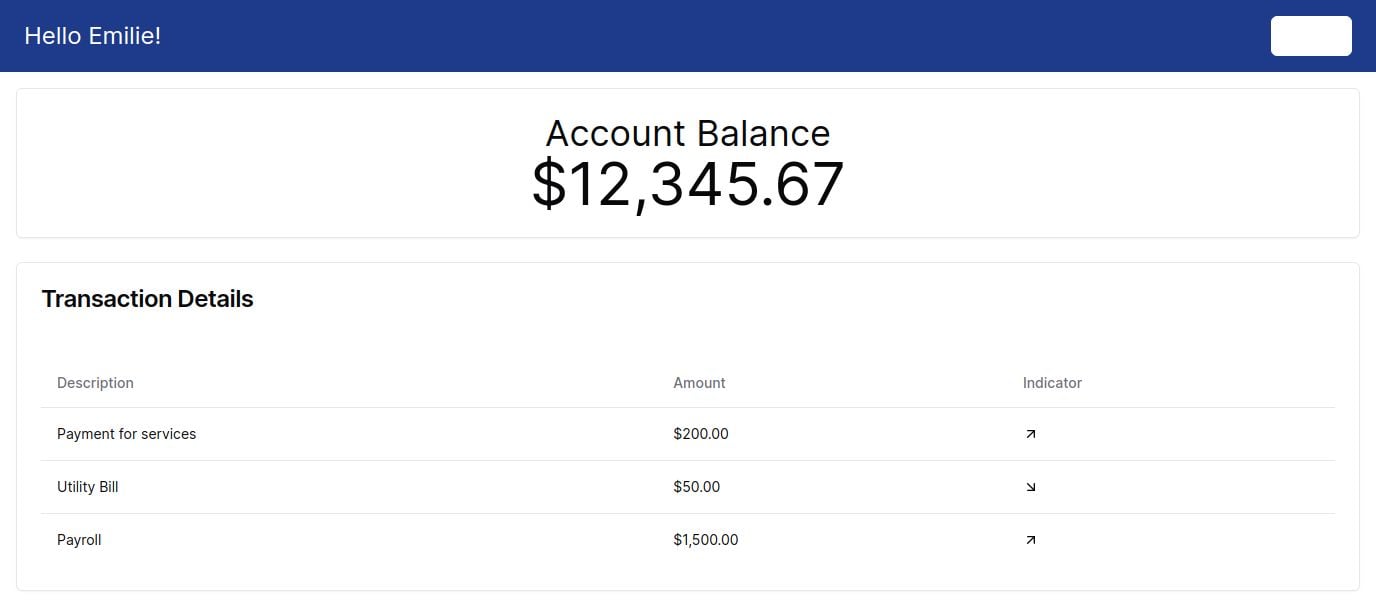 Hello Emilie!
Account Balance
$12,345.67
Transaction Details
Description Amount Indicator
Payment for services $200.00
Utility Bill $50.00
Payroll $1,500.00